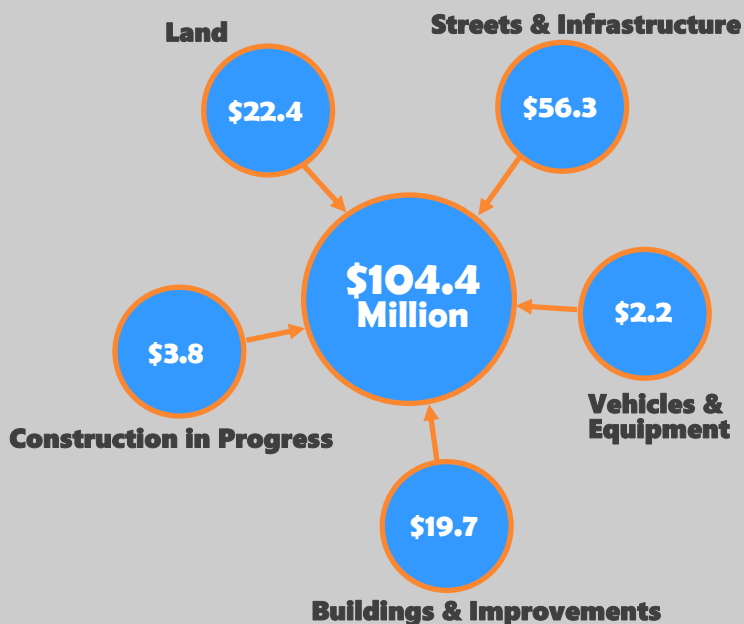 Land
$22.4
Streets & Infrastructure
$56.3
$104.4
Million
$3.8
Construction in Progress
$2.2
Vehicles &
Equipment
$19.7
Buildings & Improvements